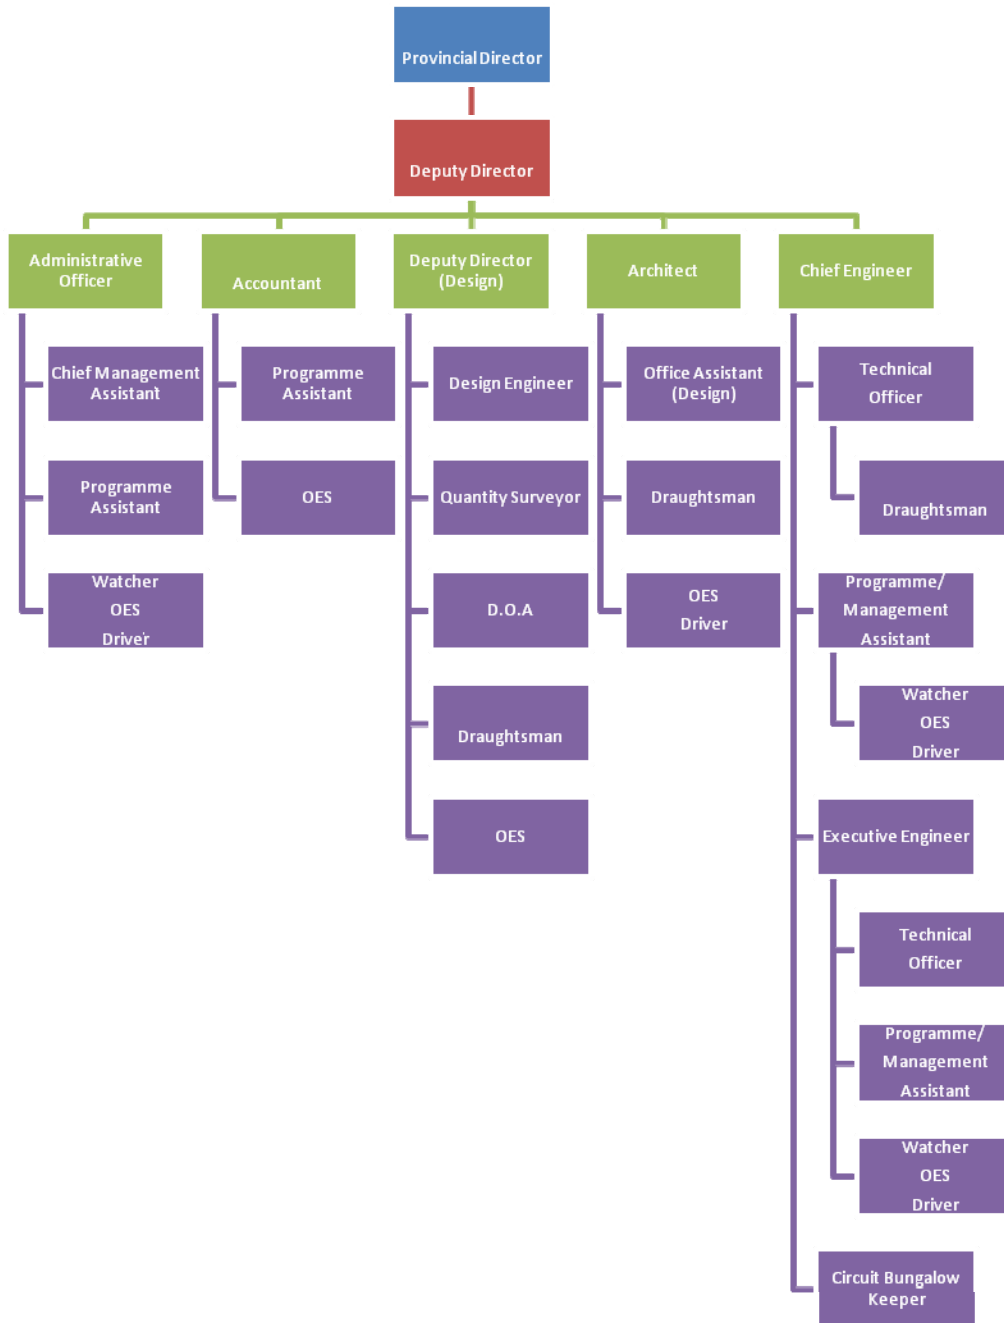 Provincial Director
Deputy Director
Administrative
Officer
Accountant
Deputy Director
(Design)
Architect
Chief Engineer
Chief Management
Assistant
Programme
Assistant
Watcher
OES
Driver
Programme
Assistant
OES
Design Engineer
Quantity Surveyor
D.O.A
Draughtsman
OES
Office Assistant
(Design)
Draughtsman
OES
Driver
Technical
Officer
Draughtsman
Programme/
Management
Assistant
Watcher
OES
Driver
Executive Engineer
Technical
Officer
Programme/
Management
Assistant
Watcher
OES
Driver
Circuit Bungalow
Keeper